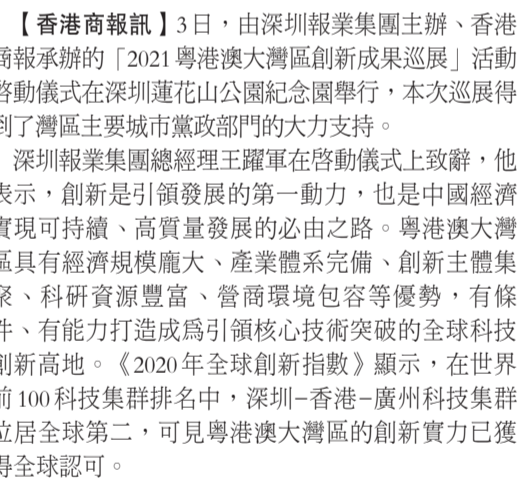 【香港商報訊】3日，由深圳報業集團主辦、香港
商報承辦的「2021粵港澳大灣區創新成果巡展」活動
啓動儀式在深圳蓮花山公園紀念園舉行，本次巡展得
到了灣區主要城市黨政部門的大力支持。
深圳報業集團總經理王躍軍在啓動儀式上致辭，他
表示，創新是引領發展的第一動力，也是中國經濟
實現可持續、高質量發展的必由之路。粵港澳大灣
區具有經濟規模龐大、產業體系完備、創新主體集
聚、科研資源豐富、營商環境包容等優勢，有條
件、有能力打造成爲引領核心技術突破的全球科技
創新高地。《2020年全球創新指數》顯示，在世界
前100科技集群排名中，深圳–香港–廣州科技集群
位居全球第二，可見粵港澳大灣區的創新實力已獲
得全球認可。